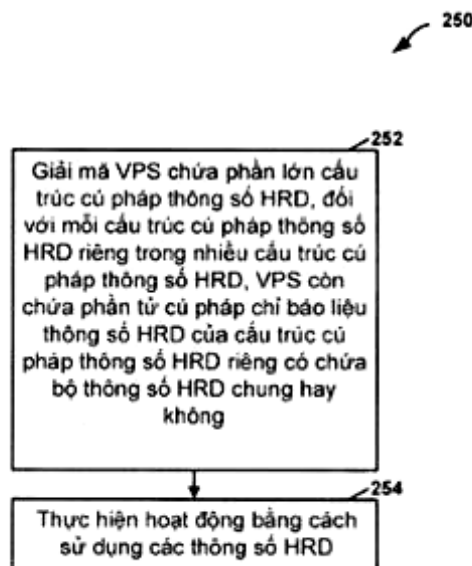 250
252
Giải mã VPS chứa phần lớn cấu
trúc cú pháp thông số HRD, đối
với mỗi cấu trúc cú pháp thông số
HRD riêng trong nhiều cấu trúc cú
pháp thông số HRD, VPS còn
chứa phần tử cú pháp chỉ báo liệu
thông số HRD của cấu trúc cú
pháp thông số HRD riêng có chứa
bộ thông số HRD chung hay
không
254
Thực hiện hoạt động bằng cách
sử dụng các thông số HRD